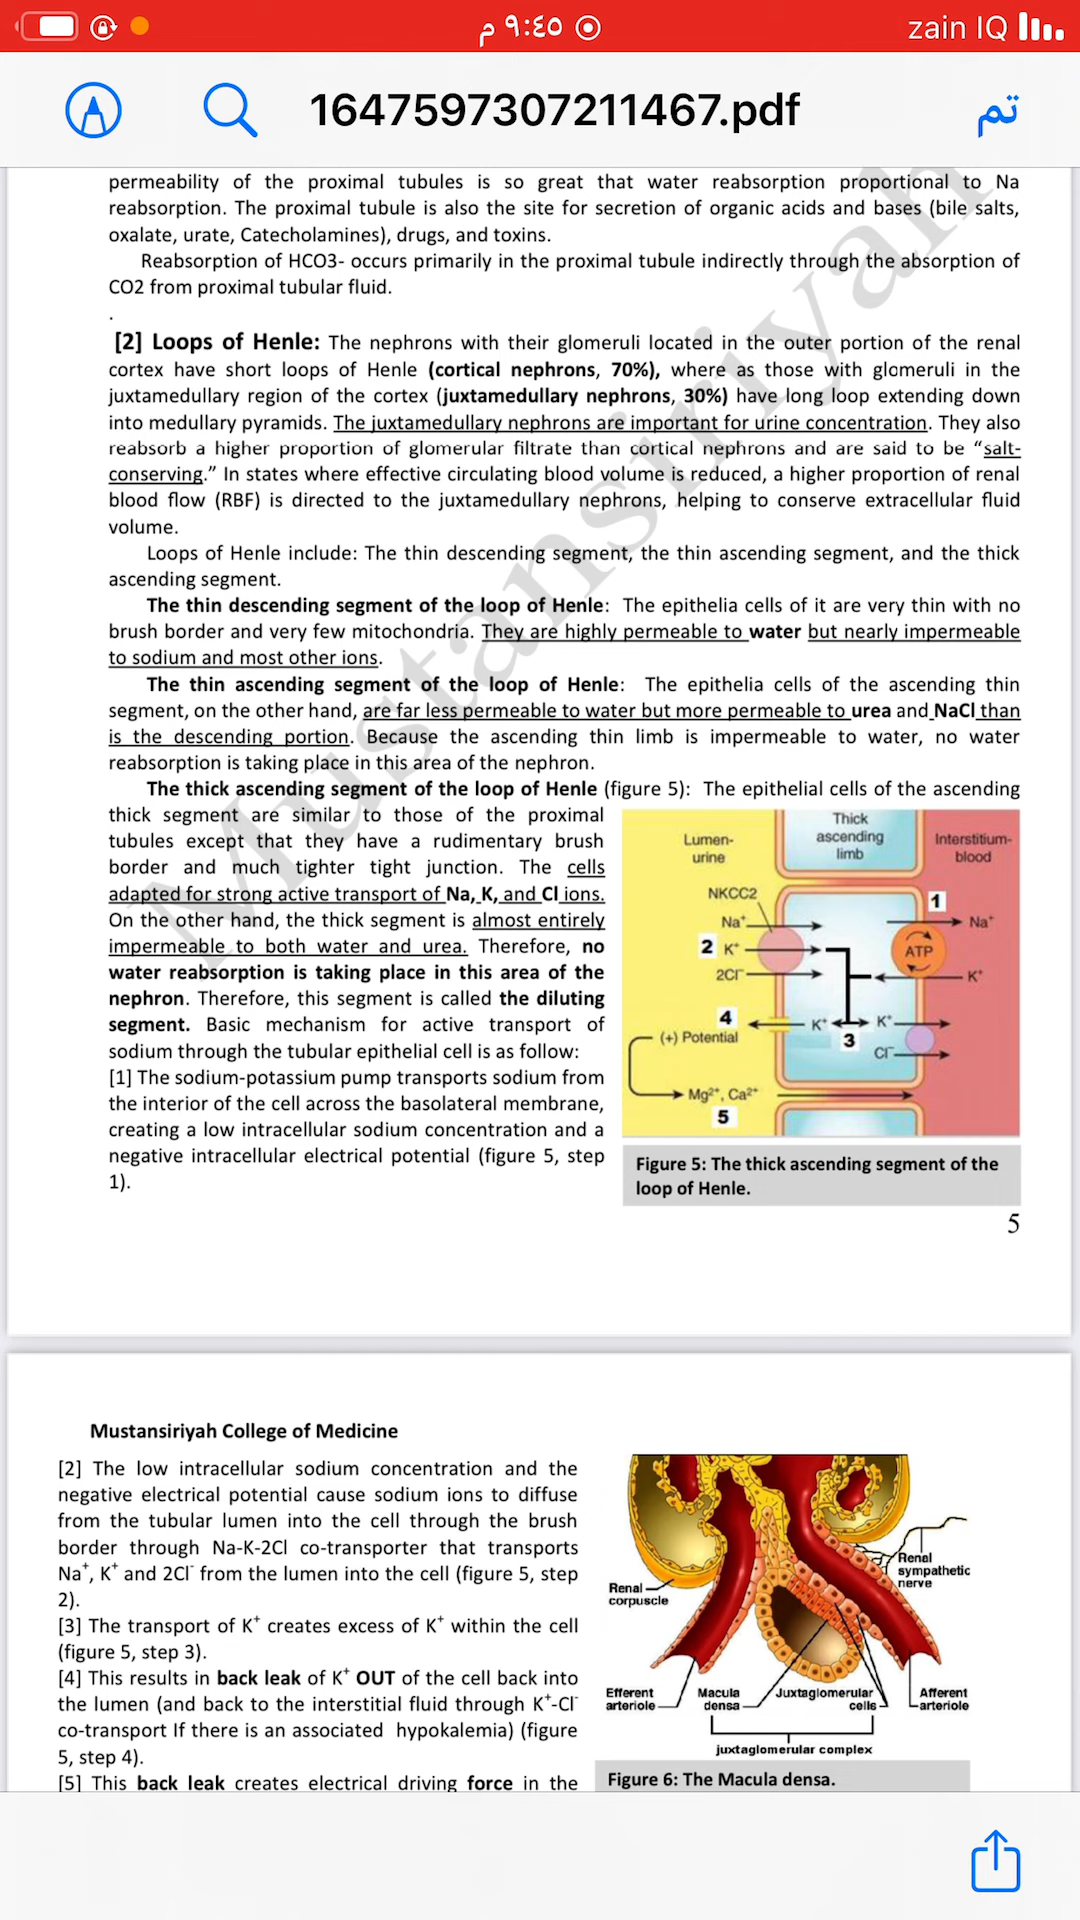 zain IQ
٩:٤٥ م
1647597307211467.pdf
تم
permeability of the proximal tubules is so great that water reabsorption proportional to Na
reabsorption. The proximal tubule is also the site for secretion of organic acids and bases (bile salts,
oxalate, urate, Catecholamines), drugs, and toxins.
Reabsorption of HCO3- occurs primarily in the proximal tubule indirectly through the absorption of
CO2 from proximal tubular fluid.
.
[2] Loops of Henle: The nephrons with their glomeruli located in the outer portion of the renal
cortex have short loops of Henle (cortical nephrons, 70%), where as those with glomeruli in the
juxtamedullary region of the cortex (juxtamedullary nephrons, 30%) have long loop extending down
into medullary pyramids. The juxtamedullary nephrons are important for urine concentration. They also
reabsorb a higher proportion of glomerular filtrate than cortical nephrons and are said to be “salt-
conserving.” In states where effective circulating blood volume is reduced, a higher proportion of renal
blood flow (RBF) is directed to the juxtamedullary nephrons, helping to conserve extracellular fluid
volume.
Loops of Henle include: The thin descending segment, the thin ascending segment, and the thick
ascending segment.
The thin descending segment of the loop of Henle: The epithelia cells of it are very thin with no
brush border and very few mitochondria. They are highly permeable to water but nearly impermeable
to sodium and most other ions.
The thin ascending segment of the loop of Henle: The epithelia cells of the ascending thin
segment, on the other hand, are far less permeable to water but more permeable to urea and NaCl than
is the descending portion. Because the ascending thin limb is impermeable to water, no water
reabsorption is taking place in this area of the nephron.
The thick ascending segment of the loop of Henle (figure 5): The epithelial cells of the ascending
thick segment are similar to those of the proximal
tubules except that they have a rudimentary brush
border and much tighter tight junction. The cells
adapted for strong active transport of Na, K, and Cl ions.
On the other hand, the thick segment is almost entirely
impermeable to both water and urea. Therefore, no
water reabsorption is taking place in this area of the
nephron. Therefore, this segment is called the diluting
segment. Basic mechanism for active transport of
sodium through the tubular epithelial cell is as follow:
[1] The sodium-potassium pump transports sodium from
the interior of the cell across the basolateral membrane,
creating a low intracellular sodium concentration and a
negative intracellular electrical potential (figure 5, step
1).
Lumen-
urine
Thick
ascending
limb
Interstitium-
blood
NKCC2
1
Na⁺
Na⁺
2 K⁺
ATP
2Cl⁻
K⁺
4
K⁺
K⁺
(+) Potential
3
Cl⁻
Mg²⁺, Ca²⁺
5
Figure 5: The thick ascending segment of the
loop of Henle.
5
Mustansiriyah
Mustansiriyah College of Medicine
[2] The low intracellular sodium concentration and the
negative electrical potential cause sodium ions to diffuse
from the tubular lumen into the cell through the brush
border through Na-K-2Cl co-transporter that transports
Na⁺, K⁺ and 2Cl⁻ from the lumen into the cell (figure 5, step
2).
[3] The transport of K⁺ creates excess of K⁺ within the cell
(figure 5, step 3).
[4] This results in back leak of K⁺ OUT of the cell back into
the lumen (and back to the interstitial fluid through K⁺-Cl⁻
co-transport If there is an associated hypokalemia) (figure
5, step 4).
[5] This back leak creates electrical driving force in the
Renal
sympathetic
nerve
Renal
corpuscle
Efferent
arteriole
Macula
densa
Juxtaglomerular
cells
Afferent
arteriole
juxtaglomerular complex
Figure 6: The Macula densa.